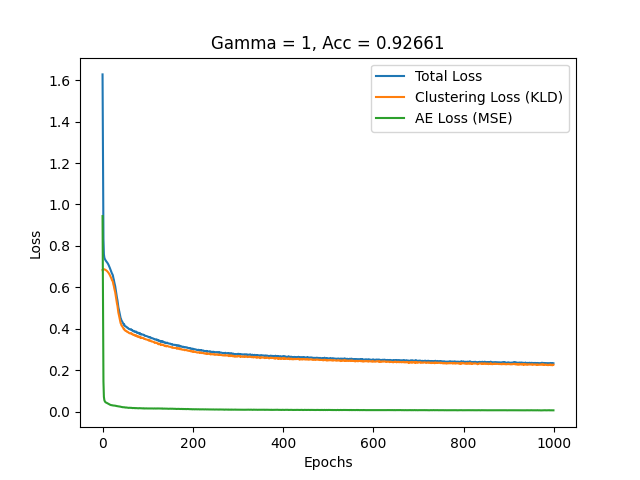 Gamma = 1, Acc = 0.92661
Total Loss
Clustering Loss (KLD)
AE Loss (MSE)
1.6
1.4
1.2
1.0
0.8
0.6
0.4
0.2
0.0
Loss
0 200 400 600 800 1000
Epochs